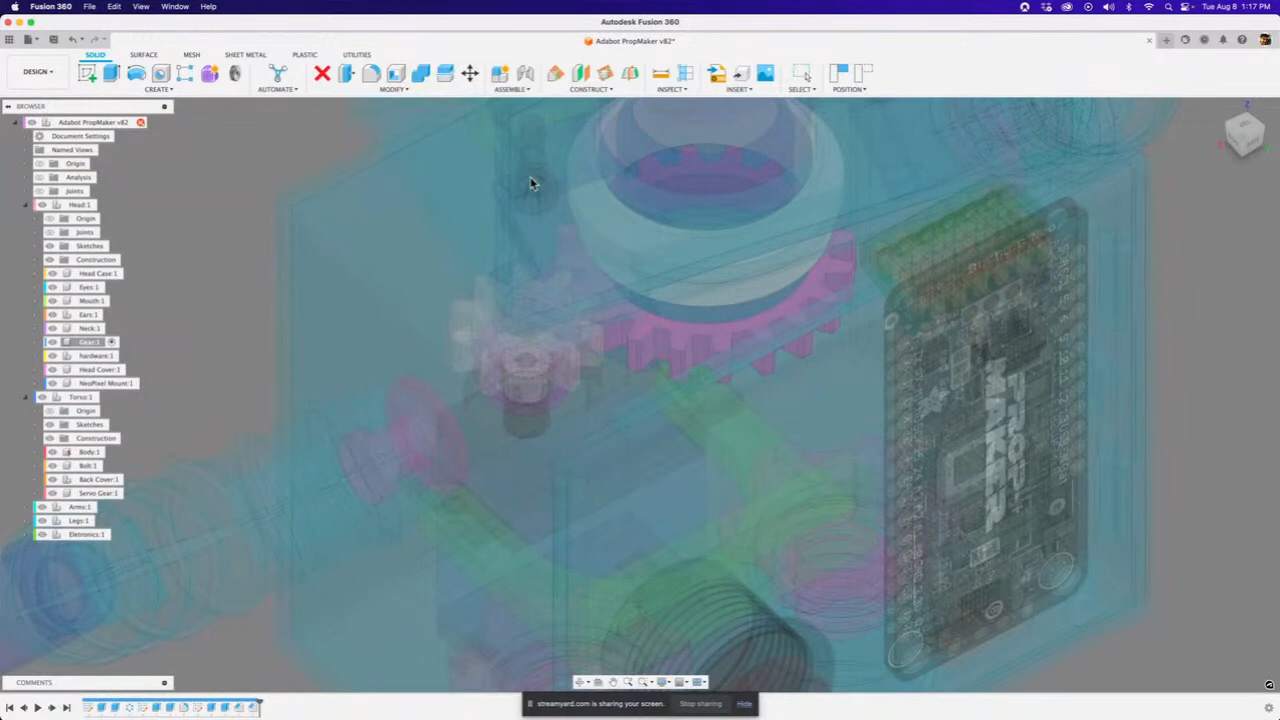 Fusion 360 File Edit View Window Help Tue Aug 8 1:17 PM
Autodesk Fusion 360
Adabot PropMaker v82*
SOLID SURFACE MESH SHEET METAL PLASTIC UTILITIES
DESIGN
CREATE AUTOMATE MODIFY ASSEMBLE CONSTRUCT INSPECT INSERT SELECT POSITION
BROWSER
Adabot PropMaker v82
Document Settings
Named Views
Origin
Analysis
Joints
Head:1
Origin
Joints
Sketches
Construction
Head Case:1
Eyes:1
Mouth:1
Ears:1
Neck:1
Gear:1
hardware:1
Head Cover:1
NeoPixel Mount:1
Torso:1
Origin
Sketches
Construction
Body:1
Bolt:1
Back Cover:1
Servo Gear:1
Arms:1
Legs:1
Eletronics:1
PROP-
MAKER
COMMENTS
streamyard.com is sharing your screen. Stop sharing Hide